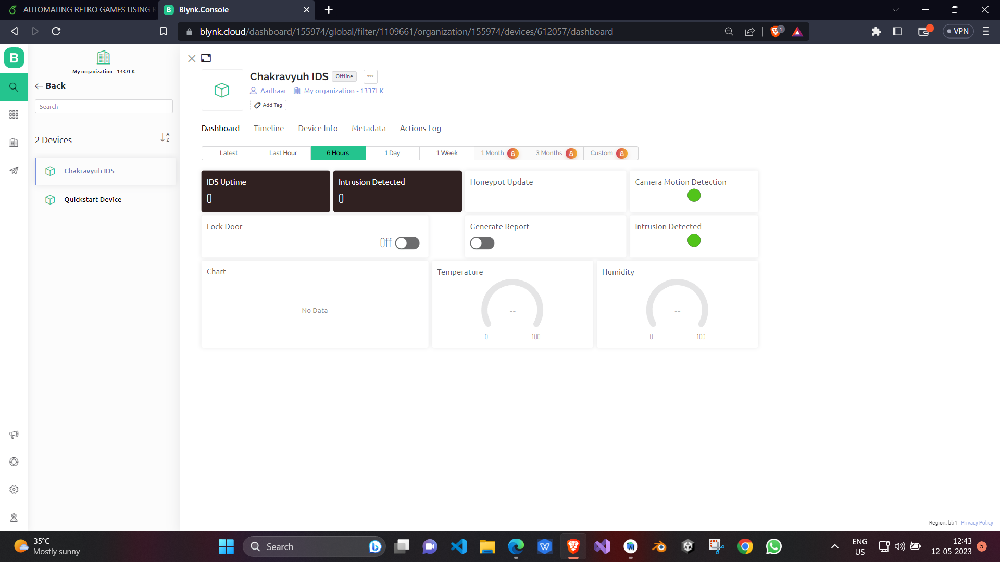 AUTOMATING RETRO GAMES USING R
B Blynk.Console
blynk.cloud/dashboard/155974/global/filter/1109661/organization/155974/devices/612057/dashboard
1
VPN
B
My organization - 1337LK
Back
Search
2 Devices
A
Z
Chakravyuh IDS
Quickstart Device
Chakravyuh IDS Offline
Aadhaar My organization - 1337LK
Add Tag
Dashboard Timeline Device Info Metadata Actions Log
Latest Last Hour 6 Hours 1 Day 1 Week 1 Month 3 Months Custom
IDS Uptime
0
Intrusion Detected
0
Honeypot Update
--
Camera Motion Detection
Lock Door
Off
Generate Report
Intrusion Detected
Chart
No Data
Temperature
--
0 100
Humidity
--
0 100
Region: blr1 Privacy Policy
35°C
Mostly sunny
Search
ENG
US
12:43
12-05-2023
5